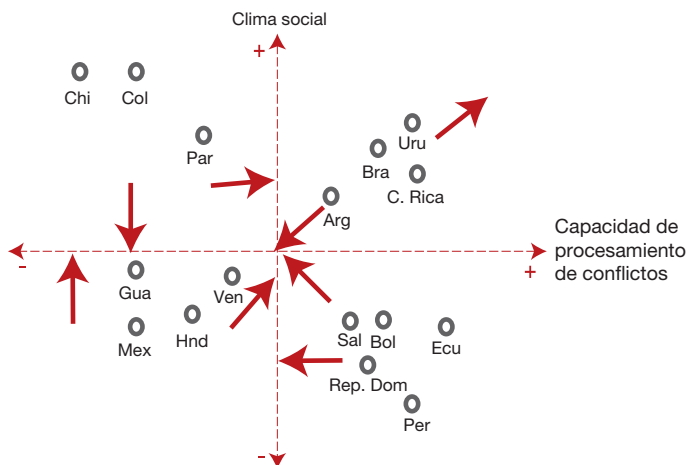 Clima social
+
Chi
Col
Par
Uru
Bra
C. Rica
Arg
Capacidad de
procesamiento
de conflictos
-
+
Gua
Ven
Hnd
Mex
Sal
Bol
Ecu
Rep. Dom
Per
-